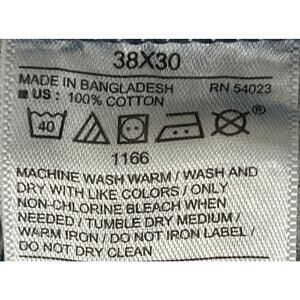 38X30
MADE IN BANGLADESH RN 54023
US: 100% COTTON
40
1166
MACHINE WASH WARM / WASH AND
DRY WITH LIKE COLORS / ONLY
NON-CHLORINE BLEACH WHEN
NEEDED / TUMBLE DRY MEDIUM /
WARM IRON / DO NOT IRON LABEL /
DO NOT DRY CLEAN